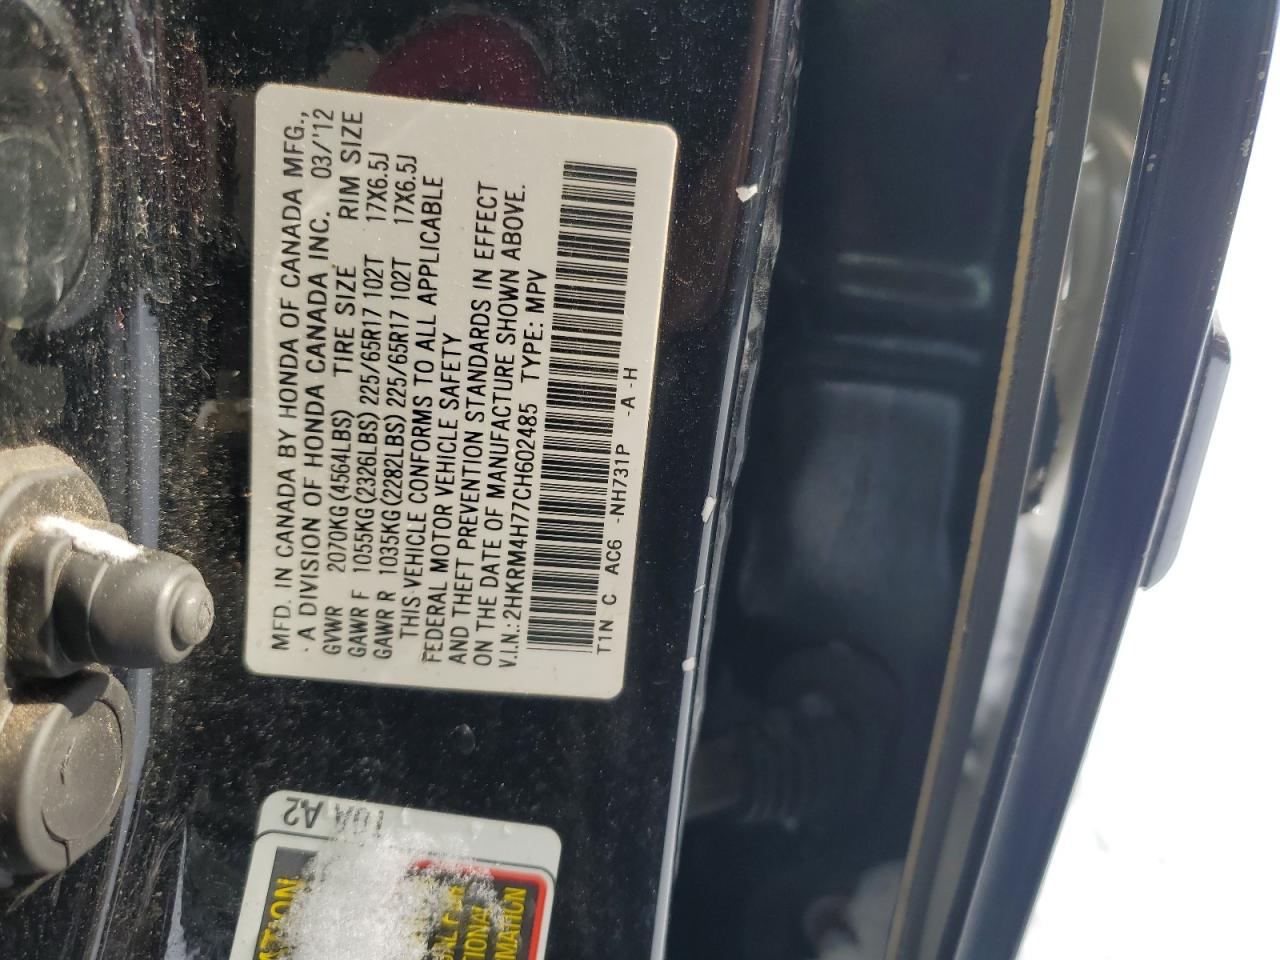 MFD. IN CANADA BY HONDA OF CANADA MFG.,
A DIVISION OF HONDA CANADA INC. 03/'12
GVWR 2070KG(4564LBS) TIRE SIZE RIM SIZE
GAWR F 1055KG(2326LBS) 225/65R17 102T 17X6.5J
GAWR R 1035KG(2282LBS) 225/65R17 102T 17X6.5J
THIS VEHICLE CONFORMS TO ALL APPLICABLE
FEDERAL MOTOR VEHICLE SAFETY
AND THEFT PREVENTION STANDARDS IN EFFECT
ON THE DATE OF MANUFACTURE SHOWN ABOVE.
V.I.N.: 2HKRM4H77CH602485 TYPE: MPV
T1N C AC6 -NH731P -A -H
A2